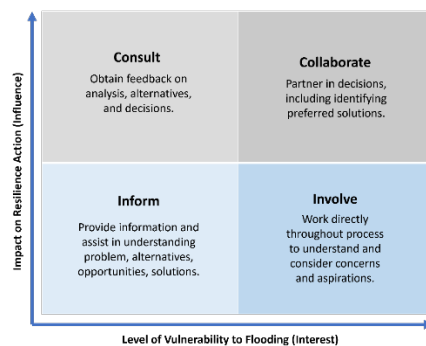 Impact on Resilience Action (Influence)
Consult
Obtain feedback on
analysis, alternatives,
and decisions.
Collaborate
Partner in decisions,
including identifying
preferred solutions.
Inform
Provide information and
assist in understanding
problem, alternatives,
opportunities, solutions.
Involve
Work directly
throughout process
to understand and
consider concerns
and aspirations.
Level of Vulnerability to Flooding (Interest)